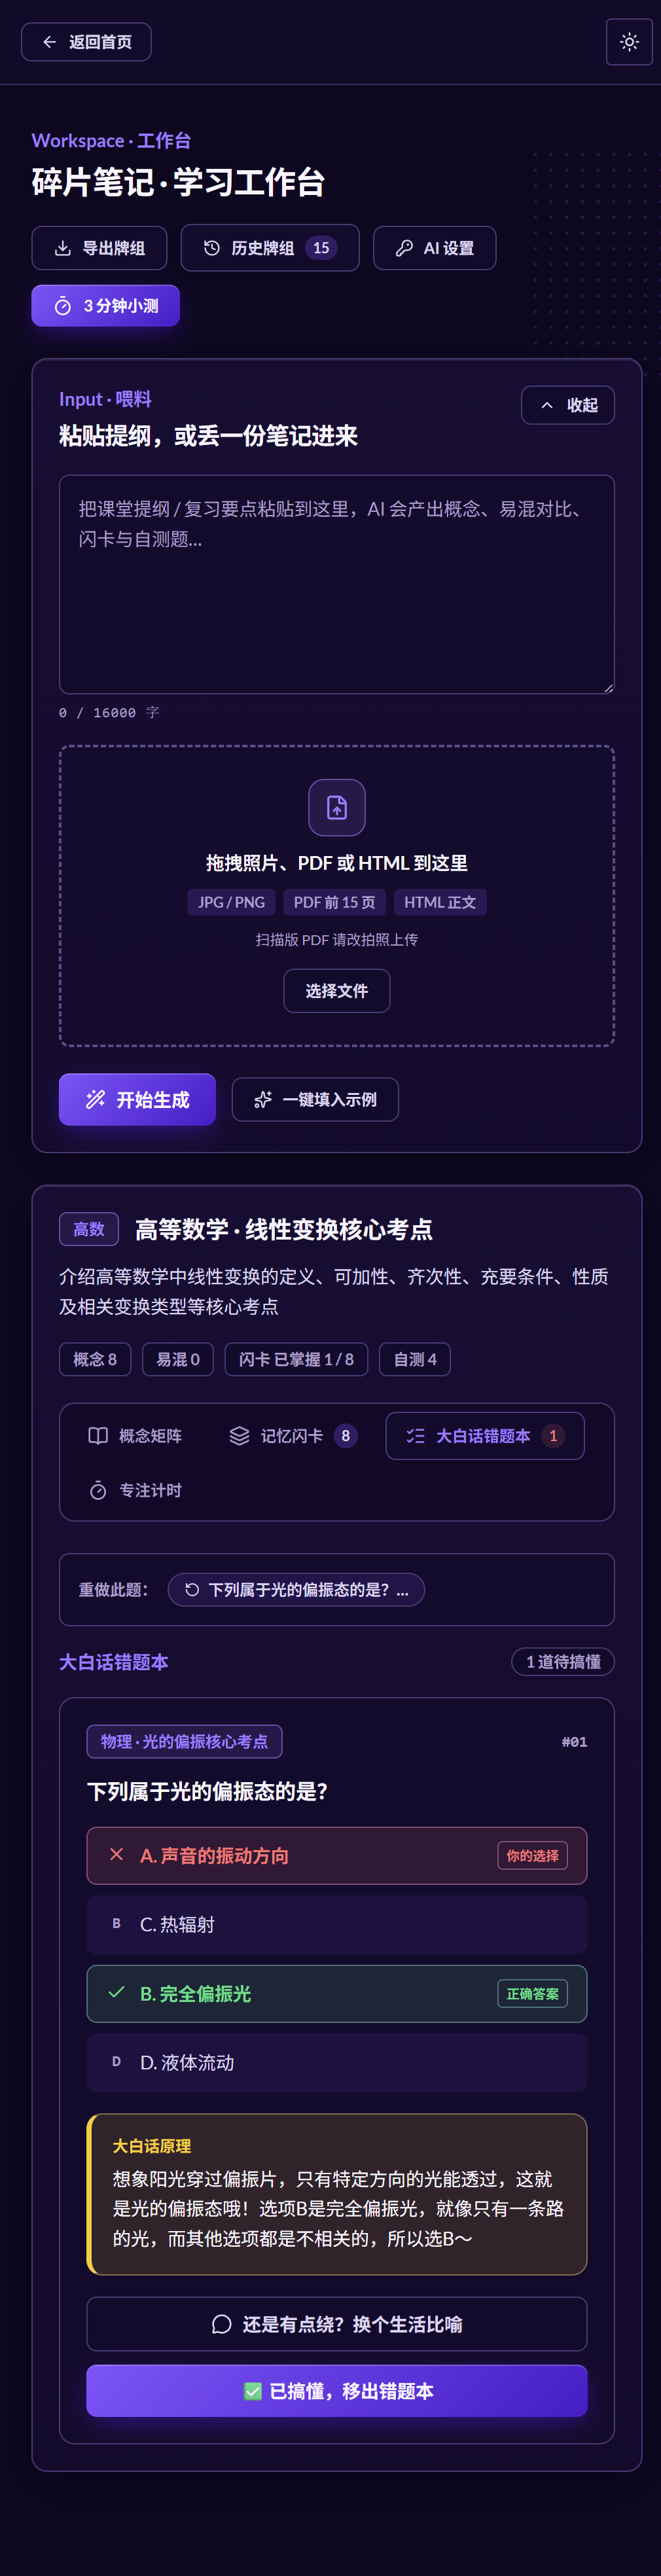 返回首页
Workspace · 工作台
碎片笔记 · 学习工作台
导出牌组
历史牌组 15
AI 设置
3 分钟小测
Input · 喂料
收起
粘贴提纲，或丢一份笔记进来
把课堂提纲 / 复习要点粘贴到这里，AI 会产出概念、易混对比、
闪卡与自测题...
0 / 16000 字
拖拽照片、PDF 或 HTML 到这里
JPG / PNG
PDF 前 15 页
HTML 正文
扫描版 PDF 请改拍照上传
选择文件
开始生成
一键填入示例
高数
高等数学 · 线性变换核心考点
介绍高等数学中线性变换的定义、可加性、齐次性、充要条件、性质
及相关变换类型等核心考点
概念 8
易混 0
闪卡 已掌握 1 / 8
自测 4
概念矩阵
记忆闪卡 8
大白话错题本 1
专注计时
重做此题：
下列属于光的偏振态的是？...
大白话错题本
1 道待搞懂
物理 · 光的偏振核心考点
#01
下列属于光的偏振态的是？
A. 声音的振动方向
你的选择
B C. 热辐射
B. 完全偏振光
正确答案
D D. 液体流动
大白话原理
想象阳光穿过偏振片，只有特定方向的光能透过，这就
是光的偏振态哦！选项B是完全偏振光，就像只有一条路
的光，而其他选项都是不相关的，所以选B～
还是有点绕？换个生活比喻
✅ 已搞懂，移出错题本